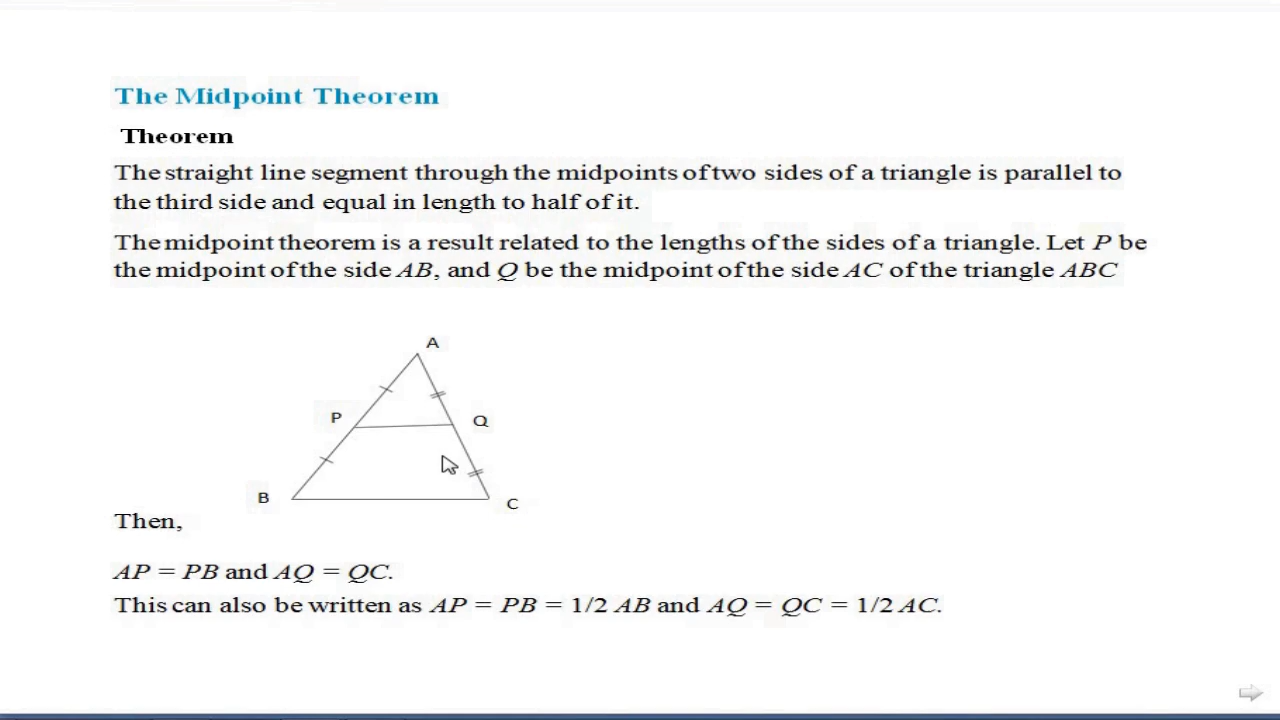 The Midpoint Theorem
Theorem
The straight line segment through the midpoints of two sides of a triangle is parallel to
the third side and equal in length to half of it.
The midpoint theorem is a result related to the lengths of the sides of a triangle. Let P be
the midpoint of the side AB, and Q be the midpoint of the side AC of the triangle ABC
A
P
Q
B
C
Then,
AP = PB and AQ = QC.
This can also be written as AP = PB = 1/2 AB and AQ = QC = 1/2 AC.